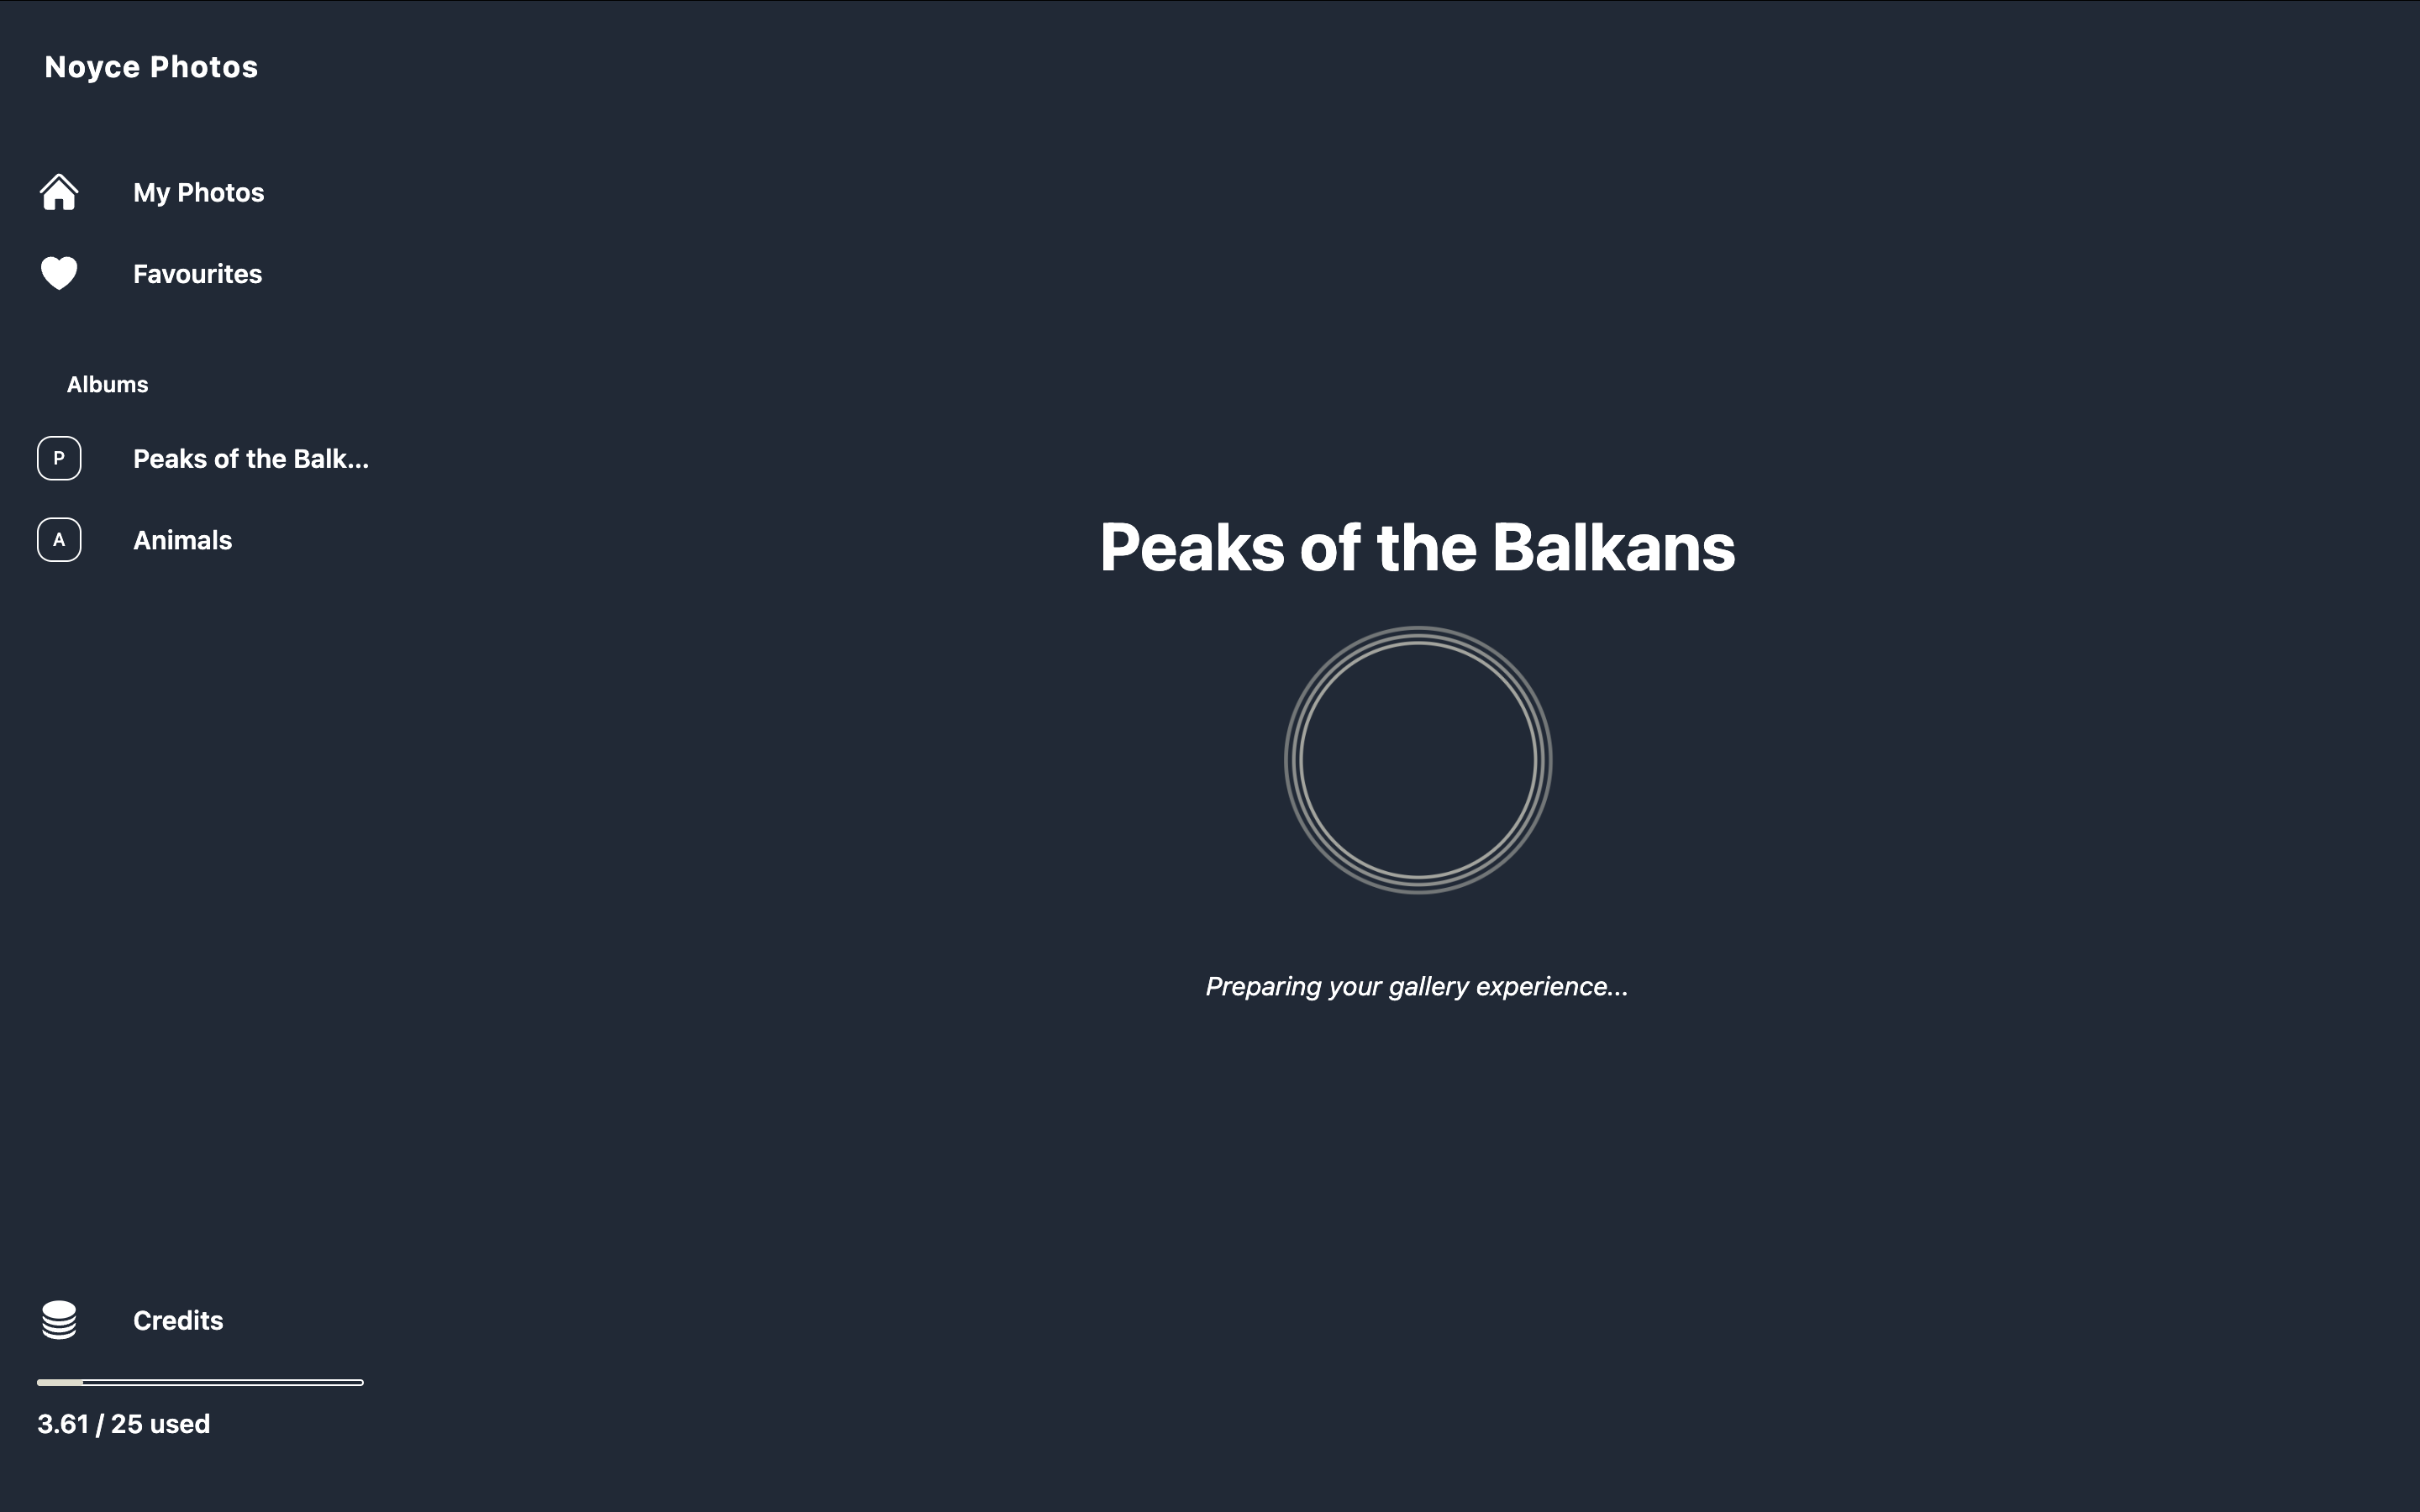 Noyce Photos
My Photos
Favourites
Albums
P
Peaks of the Balk...
A
Animals
Peaks of the Balkans
Preparing your gallery experience...
Credits
3.61 / 25 used